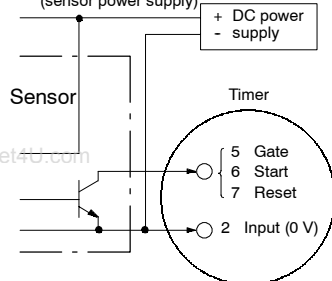 (sensor power supply)
+ DC power
- supply
Sensor
Timer
et4U.com
5 Gate
6 Start
7 Reset
2 Input (0 V)